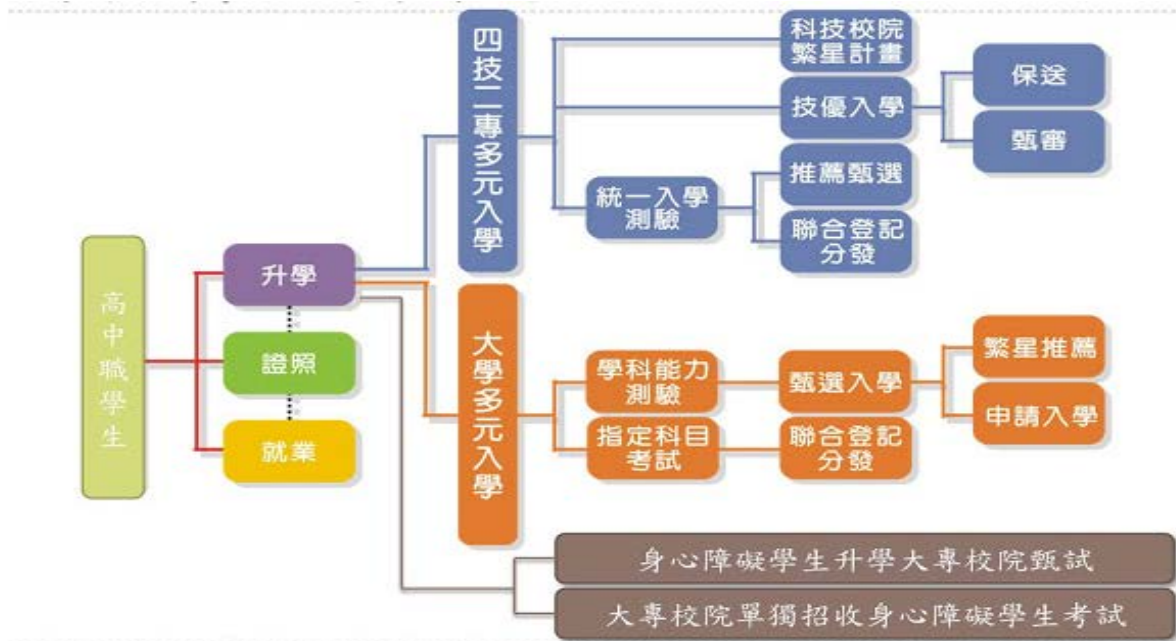 高中職學生
升學
證照
就業
四技二專多元入學
科技校院
繁星計畫
技優入學
保送
甄審
統一入學
測驗
推薦甄選
聯合登記
分發
大學多元入學
學科能力
測驗
甄選入學
繁星推薦
申請入學
指定科目
考試
聯合登記
分發
身心障礙學生升學大專校院甄試
大專校院單獨招收身心障礙學生考試